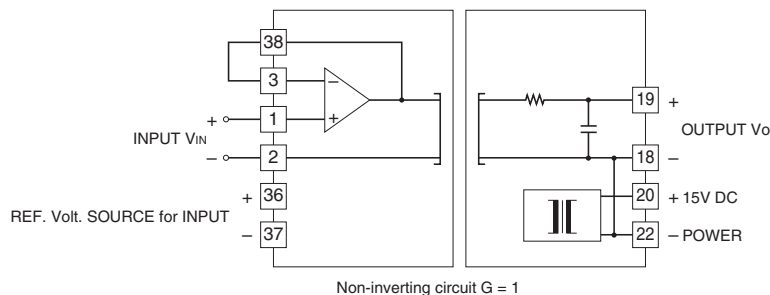 38
3
−
+ 1 +
INPUT VIN
− 2
+ 36
REF. Volt. SOURCE for INPUT
− 37
19 +
OUTPUT Vo
18 −
20 + 15V DC
22 − POWER
Non-inverting circuit G = 1